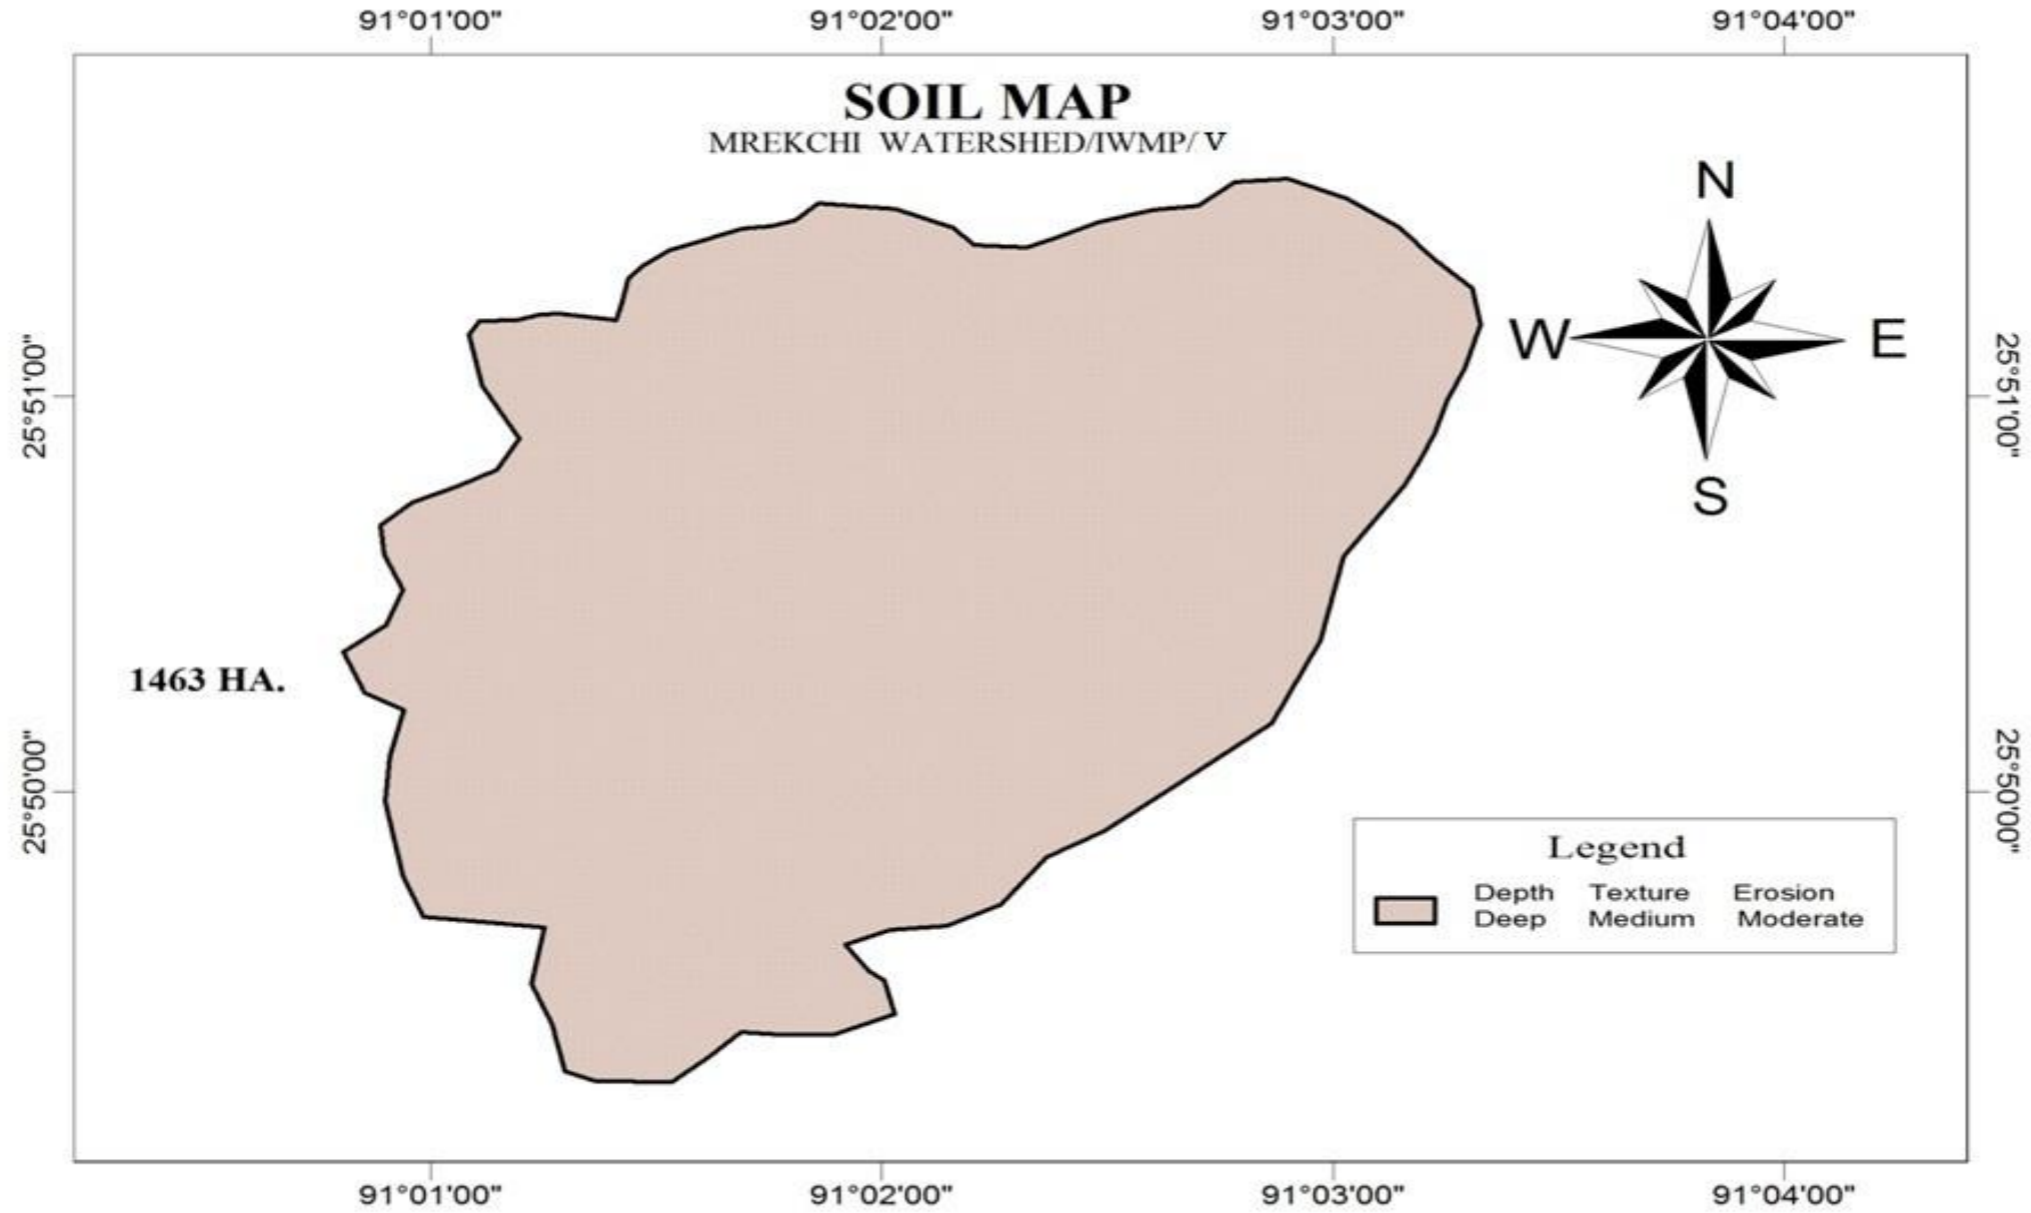 91°01'00" 91°02'00" 91°03'00" 91°04'00"
SOIL MAP
MREKCHI WATERSHED/IWMP/ V
N
W E
S
25°51'00" 25°51'00"
1463 HA.
25°50'00" 25°50'00"
Legend
Depth Texture Erosion
Deep Medium Moderate
91°01'00" 91°02'00" 91°03'00" 91°04'00"